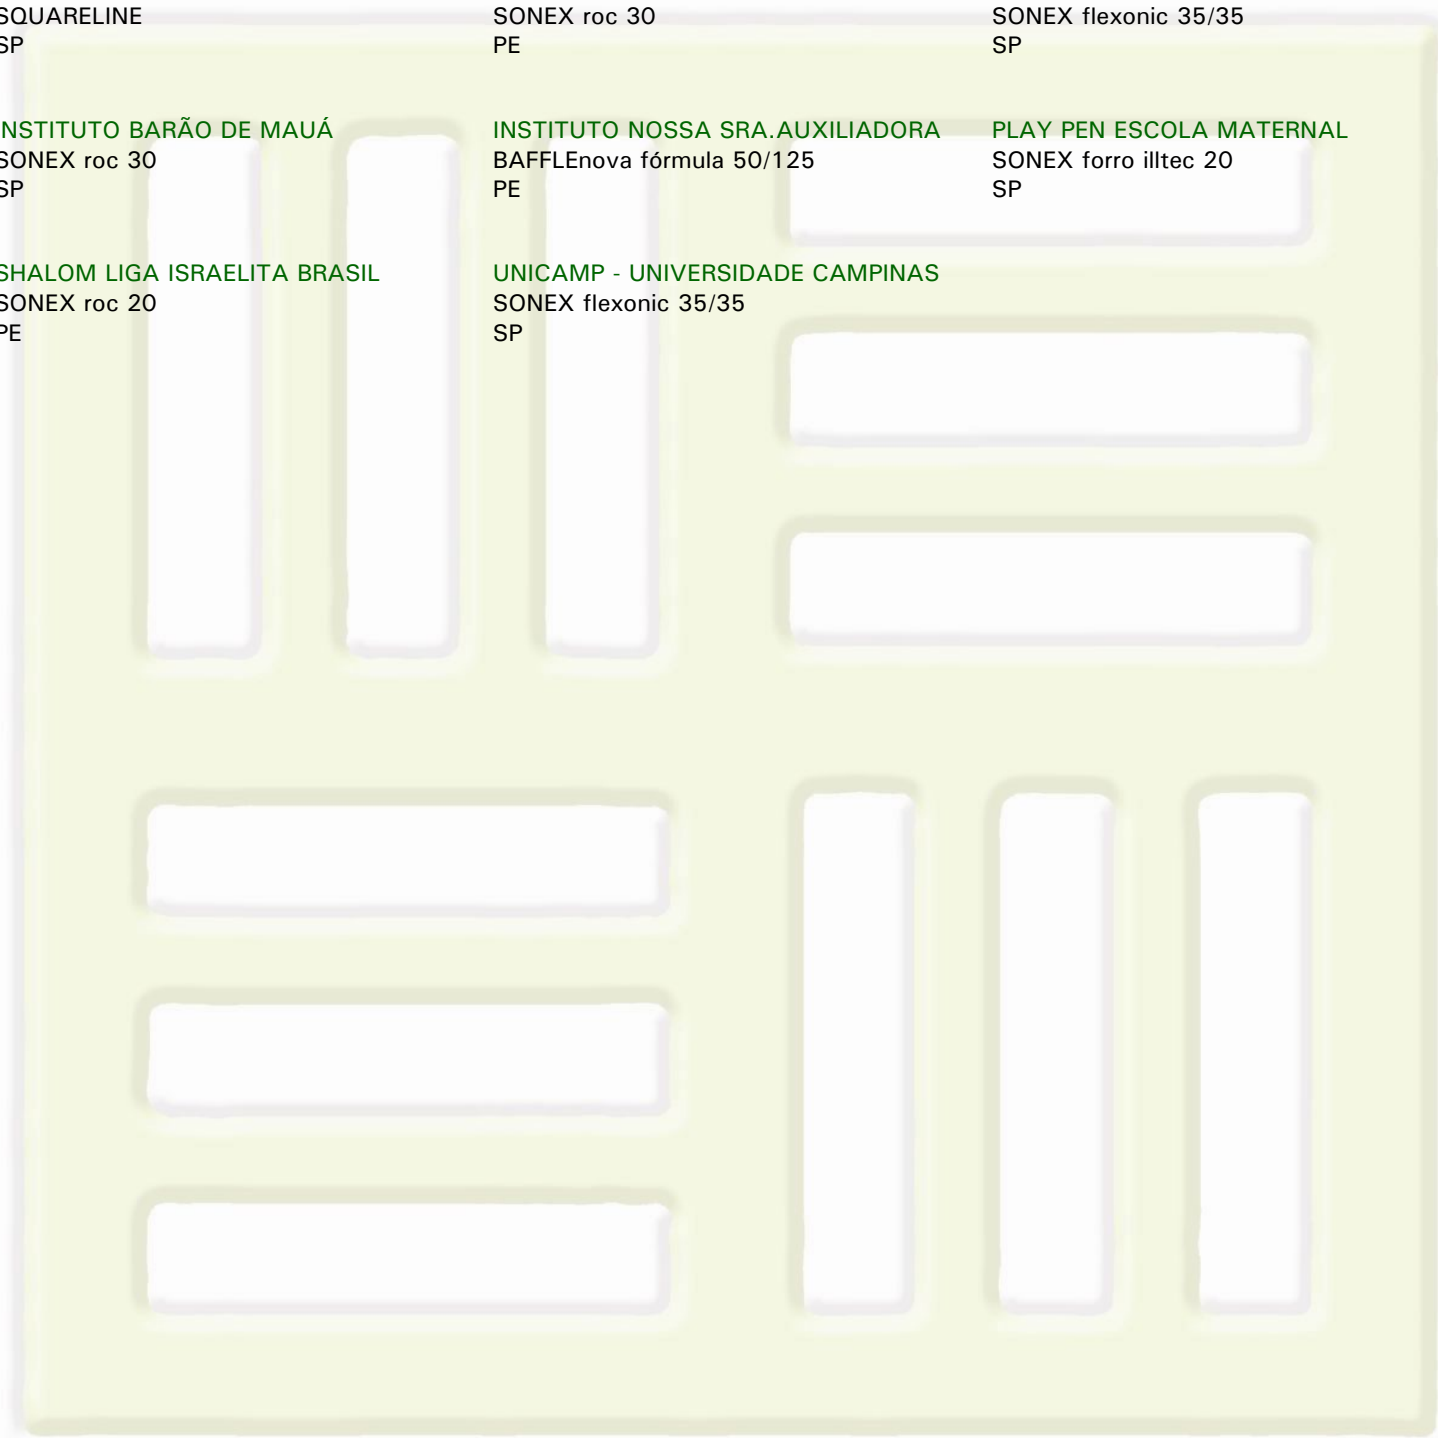 SQUARELINE
SP
SONEX roc 30
PE
SONEX flexonic 35/35
SP
INSTITUTO BARÃO DE MAUÁ
SONEX roc 30
SP
INSTITUTO NOSSA SRA.AUXILIADORA
BAFFLEnova fórmula 50/125
PE
PLAY PEN ESCOLA MATERNAL
SONEX forro illtec 20
SP
SHALOM LIGA ISRAELITA BRASIL
SONEX roc 20
PE
UNICAMP - UNIVERSIDADE CAMPINAS
SONEX flexonic 35/35
SP